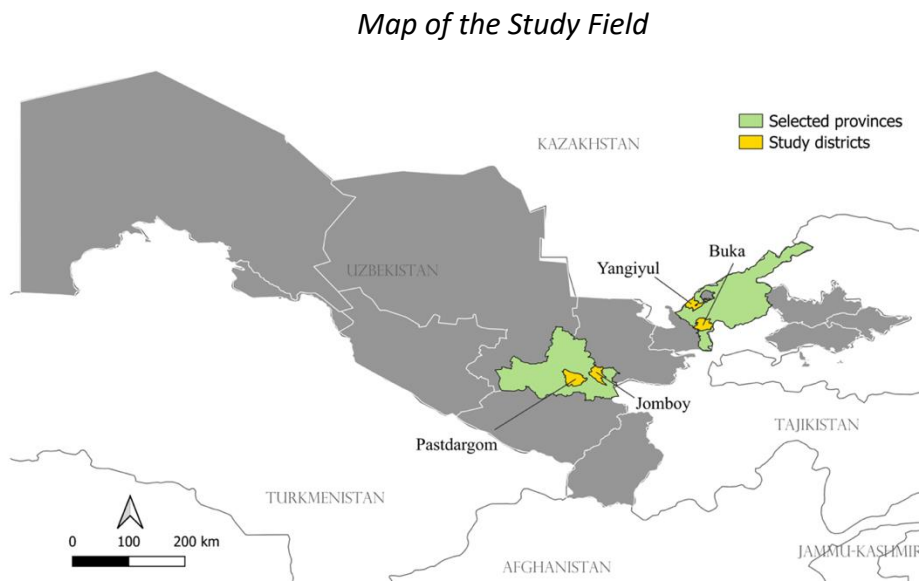 Map of the Study Field
KAZAKHSTAN
Selected provinces
Study districts
Buka
Yangiyul
UZBEKISTAN
Jomboy
TAJIKISTAN
Pastdargom
TURKMENISTAN
0 100 200 km
AFGHANISTAN
JAMMU-KASHMIR